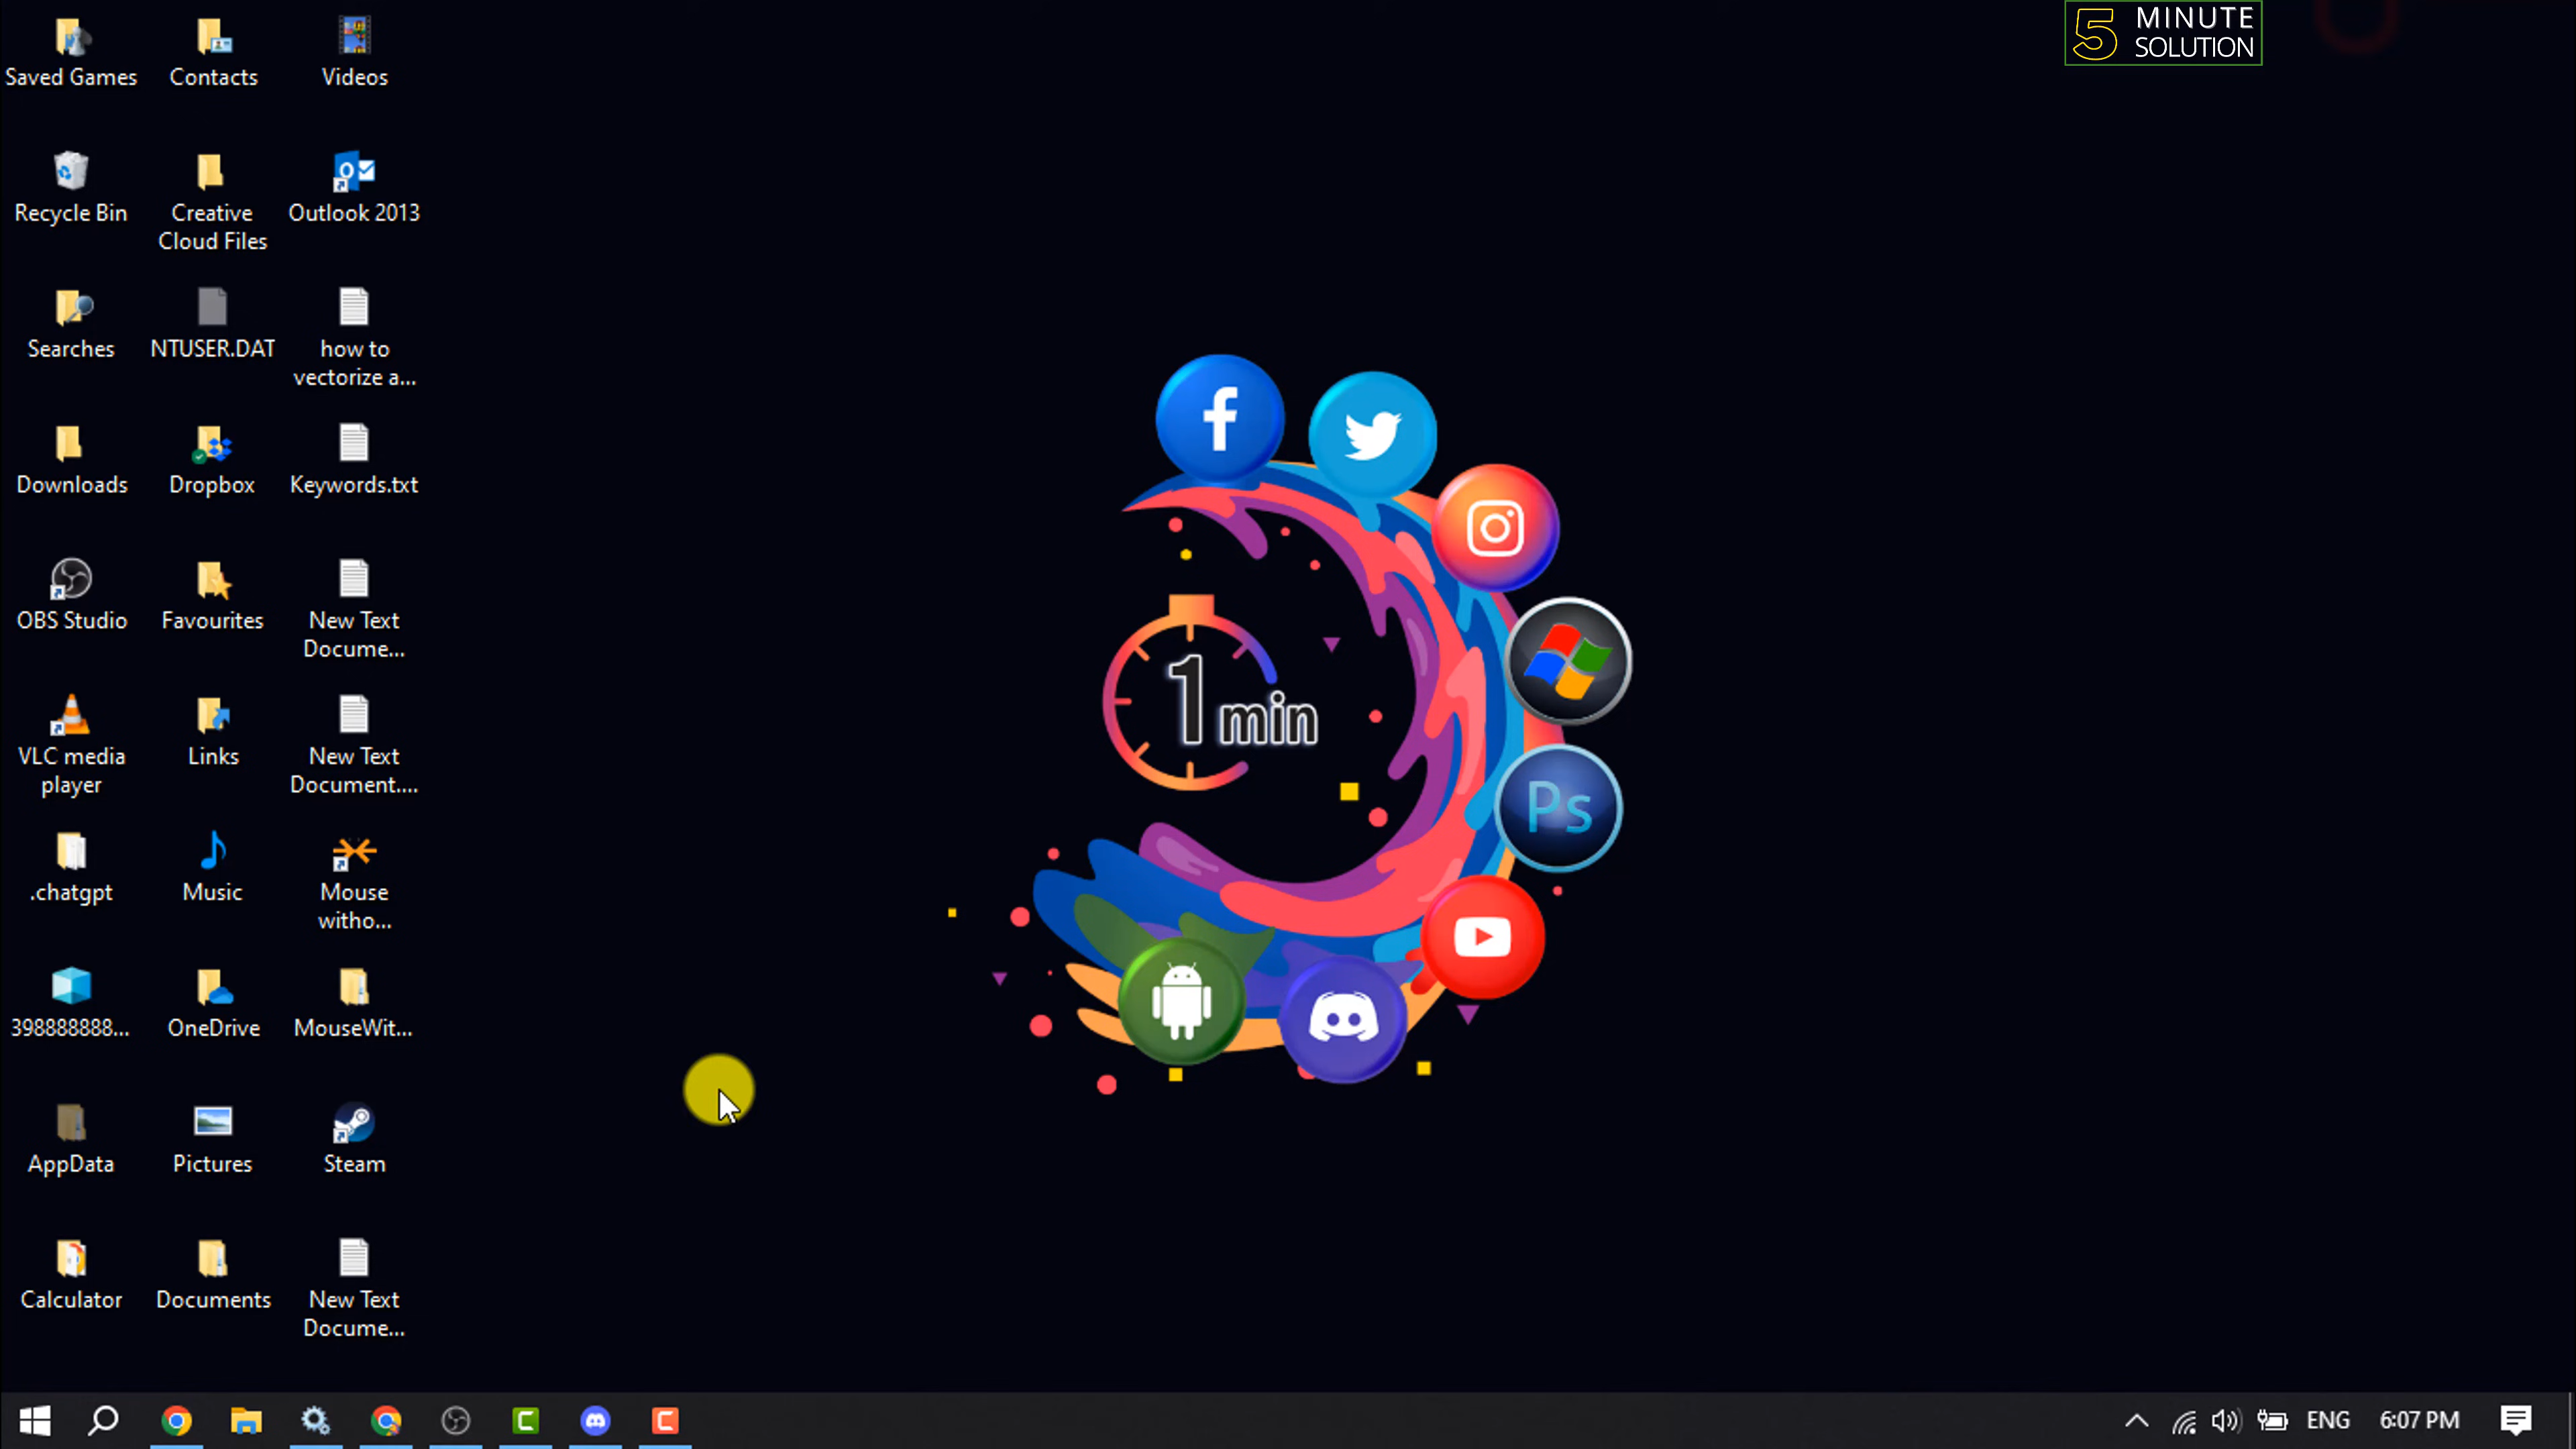 5 MINUTE
SOLUTION
Saved Games
Contacts
Videos
Recycle Bin
Creative
Cloud Files
Outlook 2013
Searches
NTUSER.DAT
how to
vectorize a...
Downloads
Dropbox
Keywords.txt
OBS Studio
Favourites
New Text
Docume...
VLC media
player
Links
New Text
Document....
.chatgpt
Music
Mouse
witho...
398888888...
OneDrive
MouseWit...
AppData
Pictures
Steam
Calculator
Documents
New Text
Docume...
1 min
Ps
ENG
6:07 PM